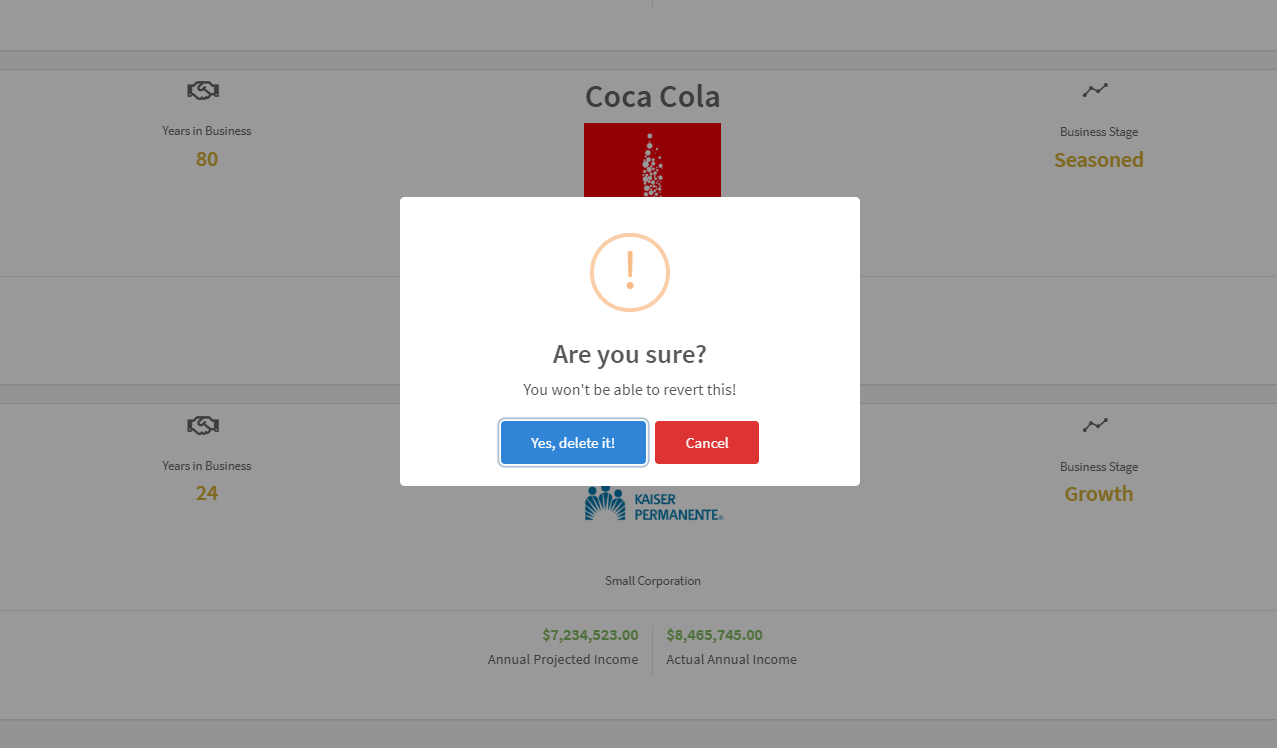 Coca Cola
Years in Business
80
Business Stage
Seasoned
Are you sure?
You won't be able to revert this!
Yes, delete it!
Cancel
Years in Business
24
KAISER
PERMANENTE®
Business Stage
Growth
Small Corporation
$7,234,523.00
Annual Projected Income
$8,465,745.00
Actual Annual Income